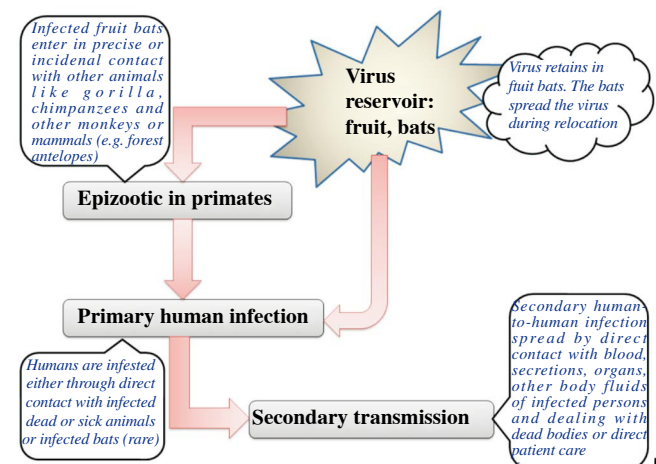 Infected fruit bats
enter in precise or
incidenal contact
with other animals
like gorilla,
chimpanzees and
other monkeys or
mammals (e.g. forest
antelopes)
Virus
reservoir:
fruit, bats
Virus retains in
ftuit bats. The bats
spread the virus
during relocation
Epizootic in primates
Primary human infection
Humans are infested
either through direct
contact with infected
dead or sick animals
or infected bats (rare)
Secondary transmission
Secondary human-
to-human infection
spread by direct
contact with blood,
secretions, organs,
other body fluids
of infected persons
and dealing with
dead bodies or direct
patient care